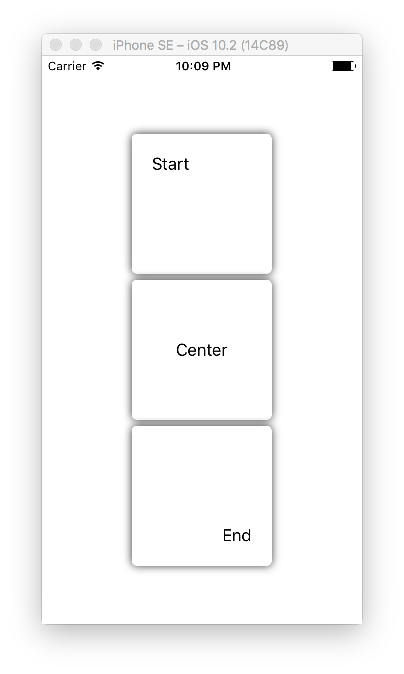 iPhone SE – iOS 10.2 (14C89)
Carrier 10:09 PM
Start
Center
End